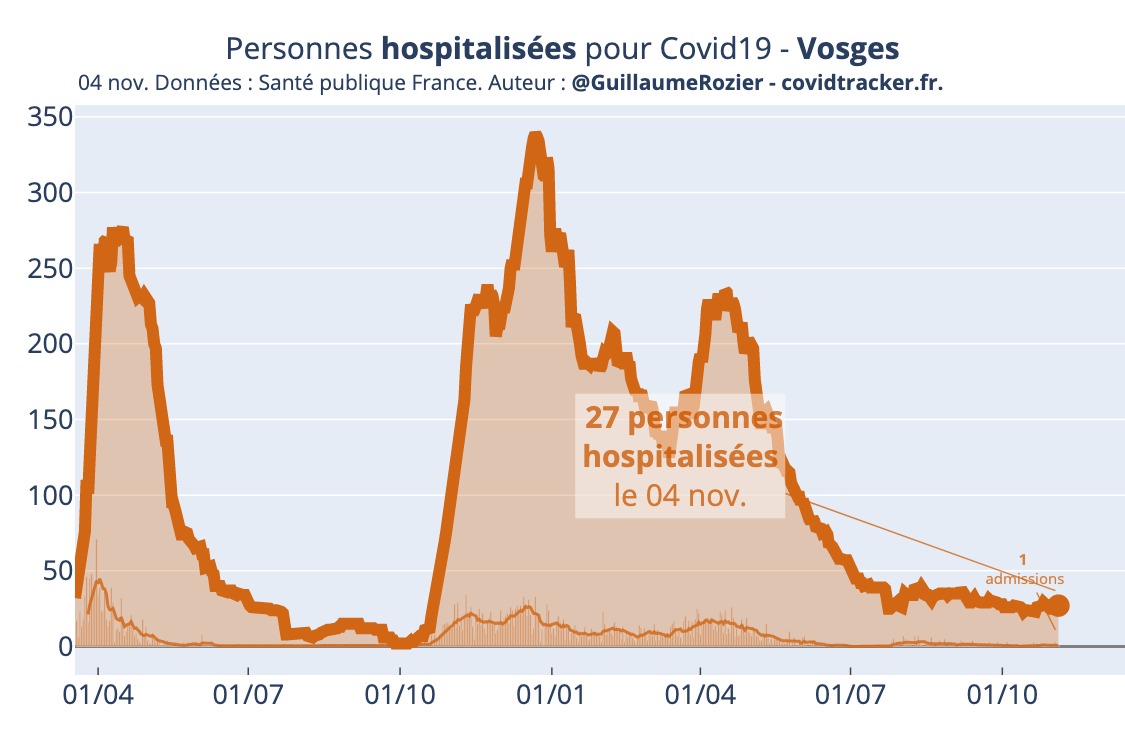 Personnes hospitalisées pour Covid19 - Vosges
04 nov. Données : Santé publique France. Auteur : @GuillaumeRozier - covidtracker.fr.
350
300
250
200
150
100
50
0
27 personnes
hospitalisées
le 04 nov.
1
admissions
01/04
01/07
01/10
01/01
01/04
01/07
01/10